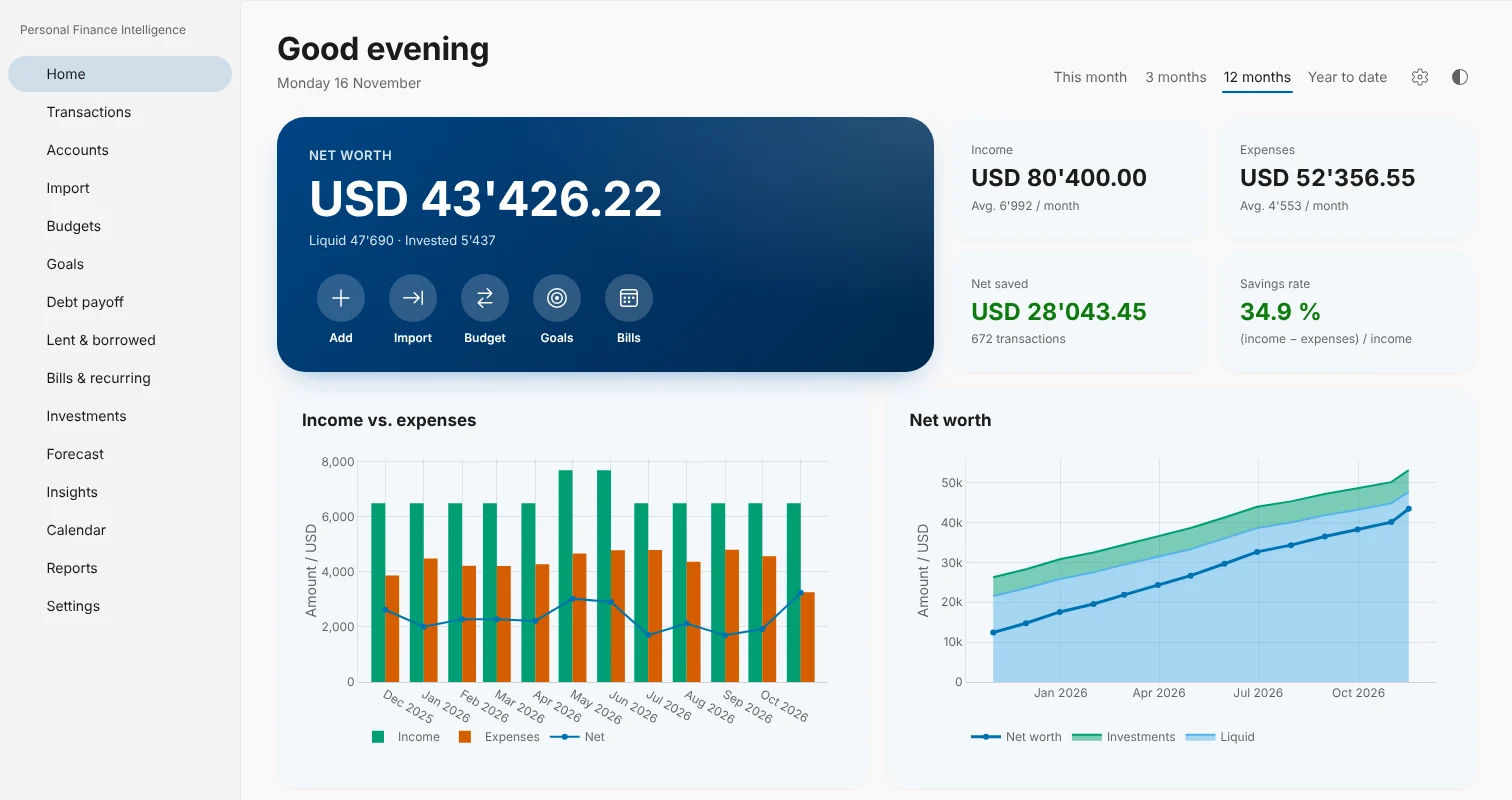 Personal Finance Intelligence
Home
Transactions
Accounts
Import
Budgets
Goals
Debt payoff
Lent & borrowed
Bills & recurring
Investments
Forecast
Insights
Calendar
Reports
Settings
Good evening
Monday 16 November
This month 3 months 12 months Year to date
NET WORTH
USD 43'426.22
Liquid 47'690 · Invested 5'437
Add Import Budget Goals Bills
Income
USD 80'400.00
Avg. 6'992 / month
Expenses
USD 52'356.55
Avg. 4'553 / month
Net saved
USD 28'043.45
672 transactions
Savings rate
34.9 %
(income − expenses) / income
Income vs. expenses
Amount / USD
8,000
6,000
4,000
2,000
0
Dec 2025 Jan 2026 Feb 2026 Mar 2026 Apr 2026 May 2026 Jun 2026 Jul 2026 Aug 2026 Sep 2026 Oct 2026
Income Expenses Net
Net worth
Amount / USD
50k
40k
30k
20k
10k
0
Jan 2026 Apr 2026 Jul 2026 Oct 2026
Net worth Investments Liquid